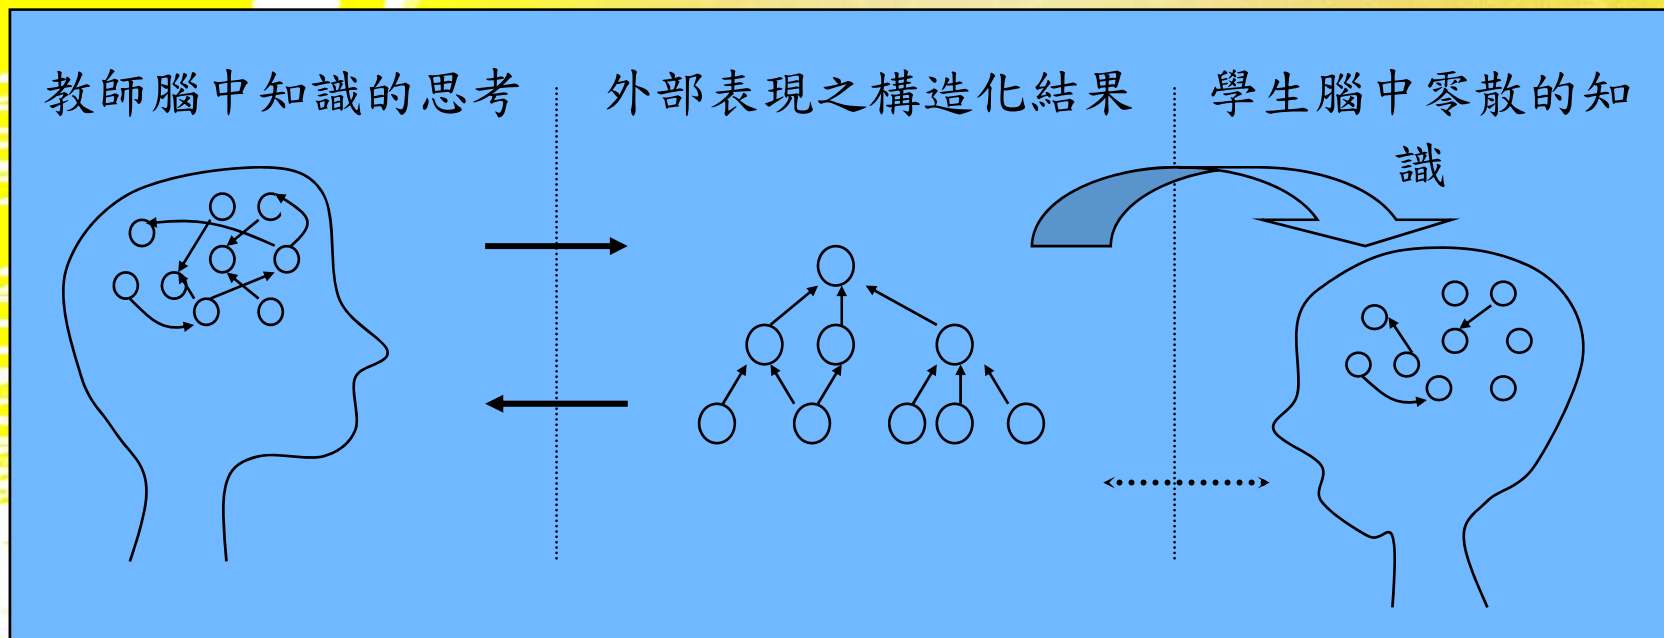 教師腦中知識的思考
外部表現之構造化結果
學生腦中零散的知
識